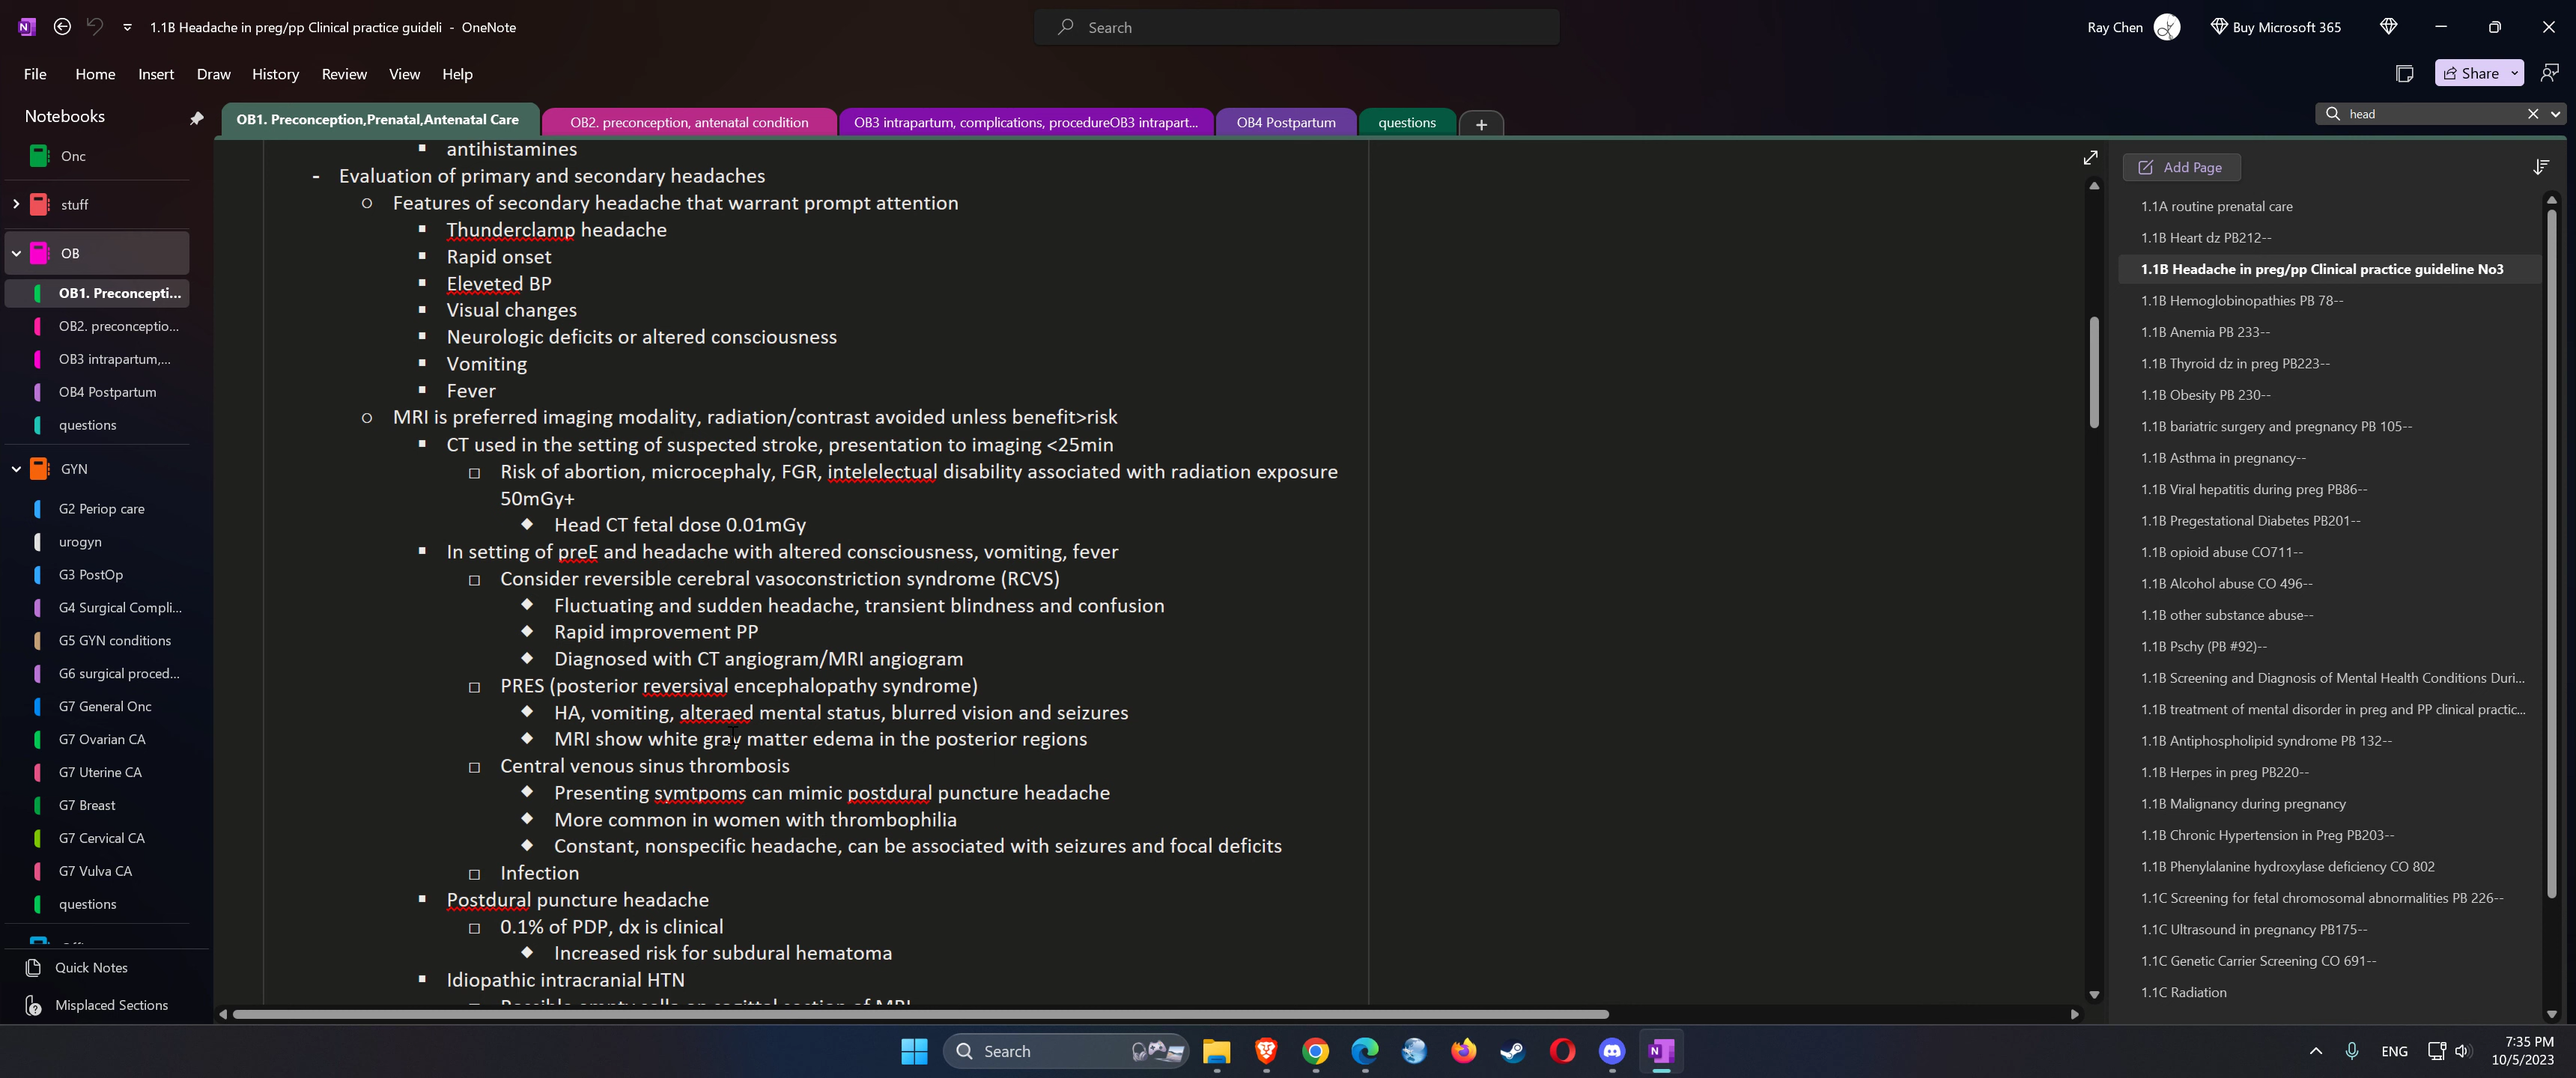 1.1B Headache in preg/pp Clinical practice guideli - OneNote
Search
Ray Chen
Buy Microsoft 365
File Home Insert Draw History Review View Help
Share
Notebooks
OB1. Preconception,Prenatal,Antenatal Care
OB2. preconception, antenatal condition
OB3 intrapartum, complications, procedureOB3 intrapart...
OB4 Postpartum
questions
+
head
Onc
stuff
OB
OB1. Preconcepti...
OB2. preconceptio...
OB3 intrapartum,...
OB4 Postpartum
questions
GYN
G2 Periop care
urogyn
G3 PostOp
G4 Surgical Compli...
G5 GYN conditions
G6 surgical proced...
G7 General Onc
G7 Ovarian CA
G7 Uterine CA
G7 Breast
G7 Cervical CA
G7 Vulva CA
questions
Quick Notes
Misplaced Sections
antihistamines
- Evaluation of primary and secondary headaches
Features of secondary headache that warrant prompt attention
Thunderclamp headache
Rapid onset
Eleveted BP
Visual changes
Neurologic deficits or altered consciousness
Vomiting
Fever
MRI is preferred imaging modality, radiation/contrast avoided unless benefit>risk
CT used in the setting of suspected stroke, presentation to imaging <25min
Risk of abortion, microcephaly, FGR, intelelectual disability associated with radiation exposure
50mGy+
Head CT fetal dose 0.01mGy
In setting of preE and headache with altered consciousness, vomiting, fever
Consider reversible cerebral vasoconstriction syndrome (RCVS)
Fluctuating and sudden headache, transient blindness and confusion
Rapid improvement PP
Diagnosed with CT angiogram/MRI angiogram
PRES (posterior reversival encephalopathy syndrome)
HA, vomiting, alteraed mental status, blurred vision and seizures
MRI show white gray matter edema in the posterior regions
Central venous sinus thrombosis
Presenting symtpoms can mimic postdural puncture headache
More common in women with thrombophilia
Constant, nonspecific headache, can be associated with seizures and focal deficits
Infection
Postdural puncture headache
0.1% of PDP, dx is clinical
Increased risk for subdural hematoma
Idiopathic intracranial HTN
Add Page
1.1A routine prenatal care
1.1B Heart dz PB212--
1.1B Headache in preg/pp Clinical practice guideline No3
1.1B Hemoglobinopathies PB 78--
1.1B Anemia PB 233--
1.1B Thyroid dz in preg PB223--
1.1B Obesity PB 230--
1.1B bariatric surgery and pregnancy PB 105--
1.1B Asthma in pregnancy--
1.1B Viral hepatitis during preg PB86--
1.1B Pregestational Diabetes PB201--
1.1B opioid abuse CO711--
1.1B Alcohol abuse CO 496--
1.1B other substance abuse--
1.1B Pschy (PB #92)--
1.1B Screening and Diagnosis of Mental Health Conditions Duri...
1.1B treatment of mental disorder in preg and PP clinical practic...
1.1B Antiphospholipid syndrome PB 132--
1.1B Herpes in preg PB220--
1.1B Malignancy during pregnancy
1.1B Chronic Hypertension in Preg PB203--
1.1B Phenylalanine hydroxylase deficiency CO 802
1.1C Screening for fetal chromosomal abnormalities PB 226--
1.1C Ultrasound in pregnancy PB175--
1.1C Genetic Carrier Screening CO 691--
1.1C Radiation
Search
ENG
7:35 PM
10/5/2023